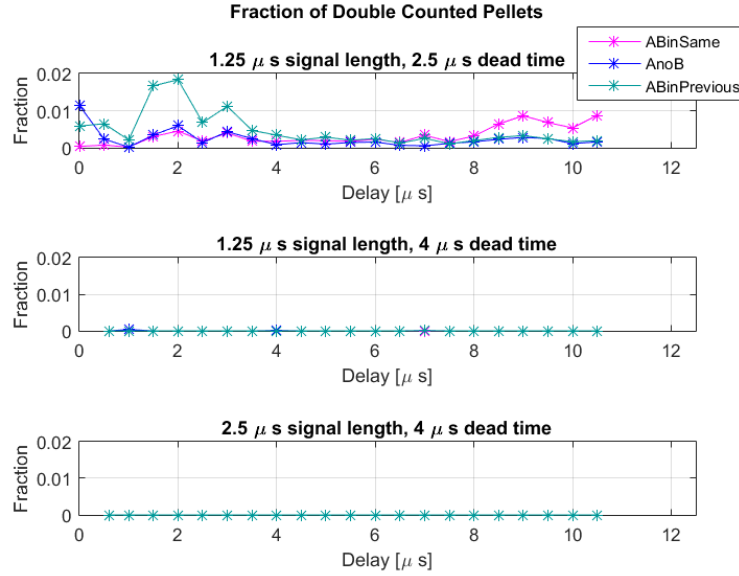 Fraction of Double Counted Pellets
ABinSame
AnoB
ABinPrevious
1.25 μ s signal length, 2.5 μ s dead time
0.02
0.01
0
Fraction
0 2 4 6 8 10 12
Delay [μ s]
1.25 μ s signal length, 4 μ s dead time
0.02
0.01
0
Fraction
0 2 4 6 8 10 12
Delay [μ s]
2.5 μ s signal length, 4 μ s dead time
0.02
0.01
0
Fraction
0 2 4 6 8 10 12
Delay [μ s]